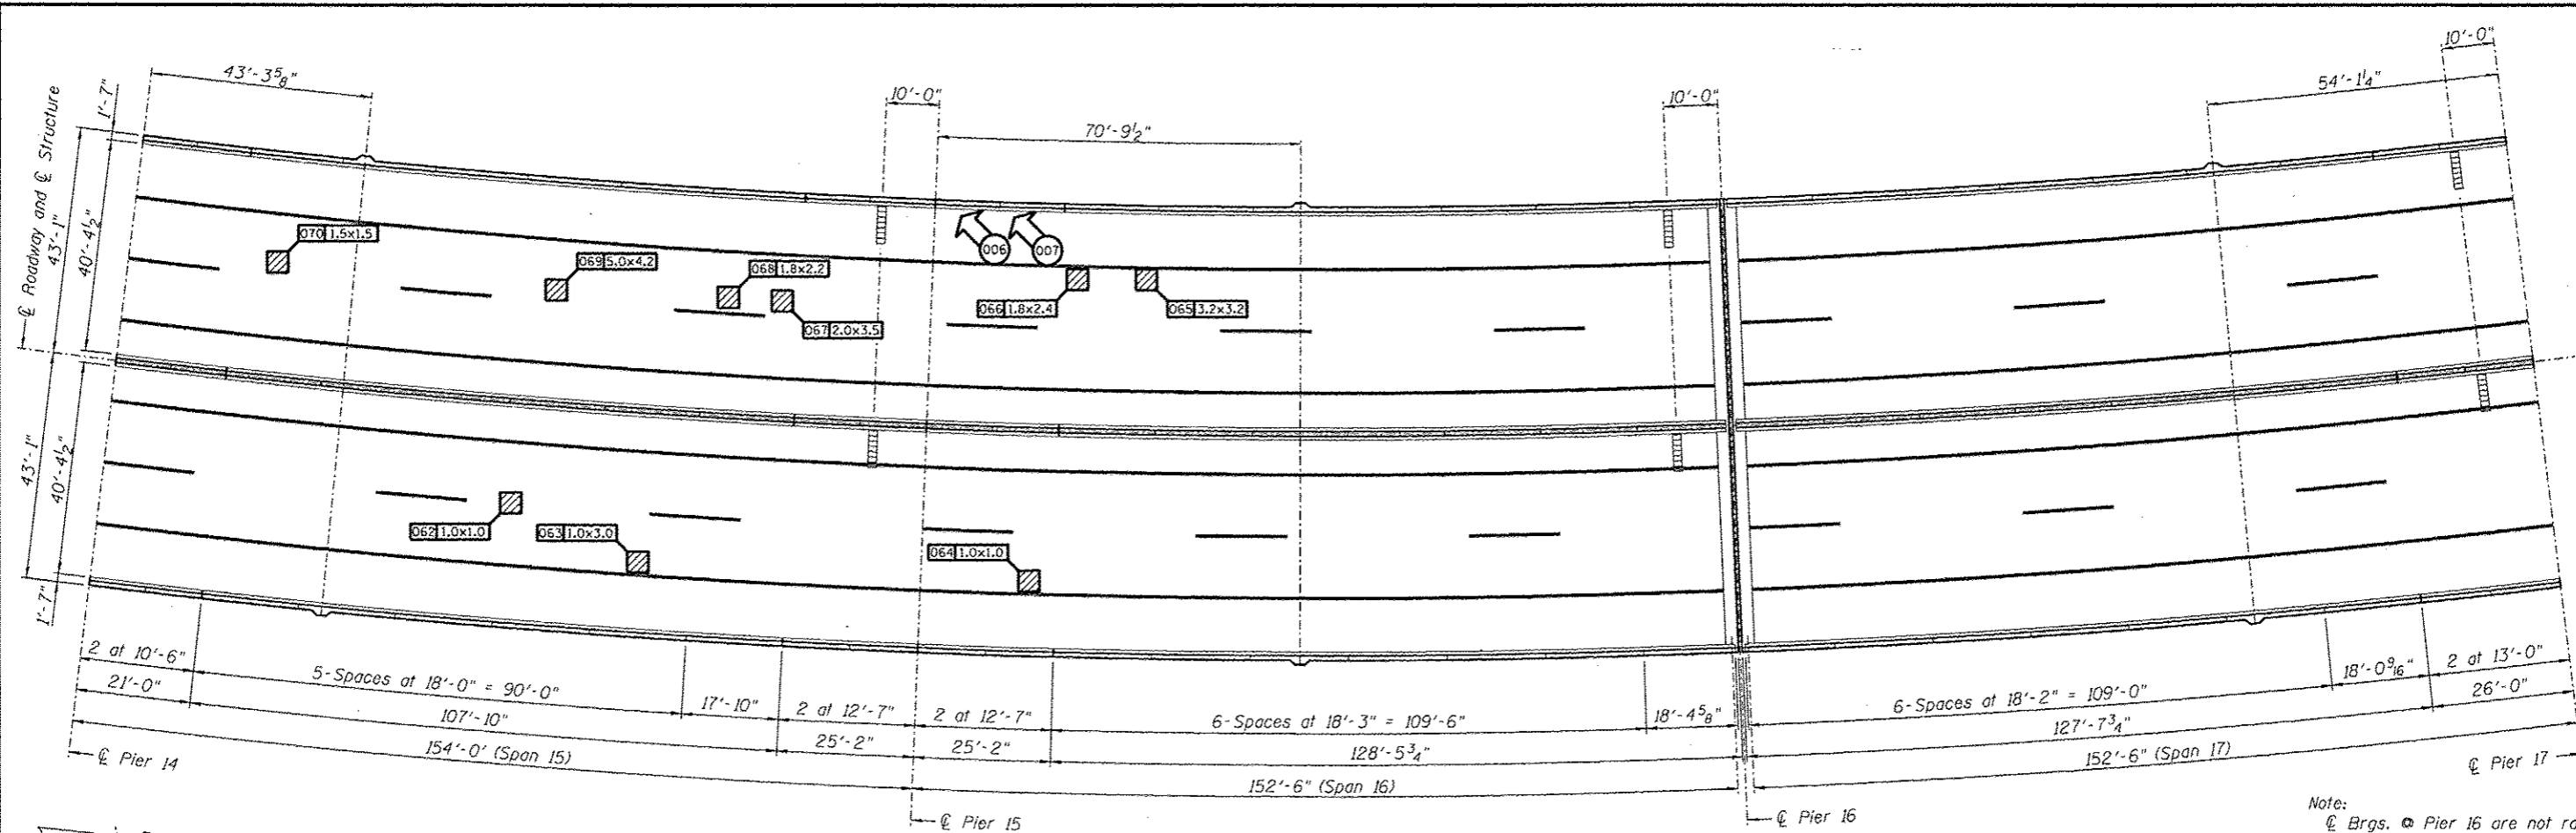 43'-3⅝"
1'-7"
10'-0"
70'-9½"
10'-0"
54'-1¼"
10'-0"
℄ Roadway and ℄ Structure
43'-1"
40'-4½"
070 1.5x1.5
069 5.0x4.2
068 1.8x2.2
067 2.0x3.5
006
007
066 1.8x2.4
065 3.2x3.2
43'-1"
40'-4½"
1'-7"
062 1.0x1.0
063 1.0x3.0
064 1.0x1.0
2 at 10'-6"
5-Spaces at 18'-0" = 90'-0"
17'-10"
2 at 12'-7"
2 at 12'-7"
6-Spaces at 18'-3" = 109'-6"
18'-4⅝"
6-Spaces at 18'-2" = 109'-0"
18'-0 9/16"
2 at 13'-0"
21'-0"
107'-10"
25'-2"
25'-2"
128'-5¾"
127'-7¾"
26'-0"
154'-0' (Span 15)
152'-6" (Span 16)
152'-6" (Span 17)
℄ Pier 14
℄ Pier 15
℄ Pier 16
℄ Pier 17
Note:
℄ Brgs. @ Pier 16 are not